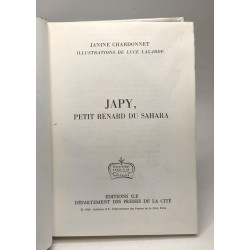 JANINE CHARDONNET
ILLUSTRATIONS DE LUCE LAGARDE
JAPY,
PETIT RENARD DU SAHARA
ÉDITIONS G.P
DÉPARTEMENT DES PRESSES DE LA CITÉ